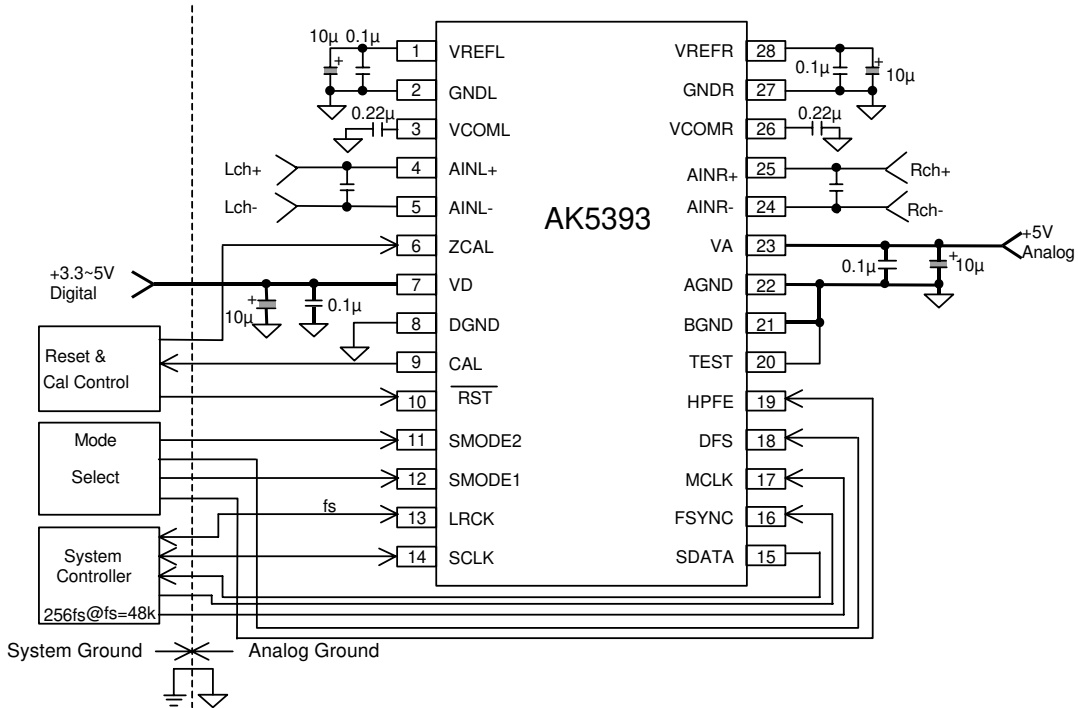 10µ 0.1µ
1 VREFL
2 GNDL
0.22µ
3 VCOML
Lch+
4 AINL+
Lch-
5 AINL-
6 ZCAL
+3.3~5V
Digital
7 VD
+
10µ
0.1µ
8 DGND
Reset &
Cal Control
9 CAL
10 RST
Mode
Select
11 SMODE2
12 SMODE1
fs
13 LRCK
14 SCLK
System
Controller
256fs@fs=48k
AK5393
VREFR 28
+
0.1µ
10µ
GNDR 27
0.22µ
VCOMR 26
AINR+ 25
Rch+
AINR- 24
Rch-
VA 23
+5V
Analog
+
0.1µ
10µ
AGND 22
BGND 21
TEST 20
HPFE 19
DFS 18
MCLK 17
FSYNC 16
SDATA 15
System Ground
Analog Ground